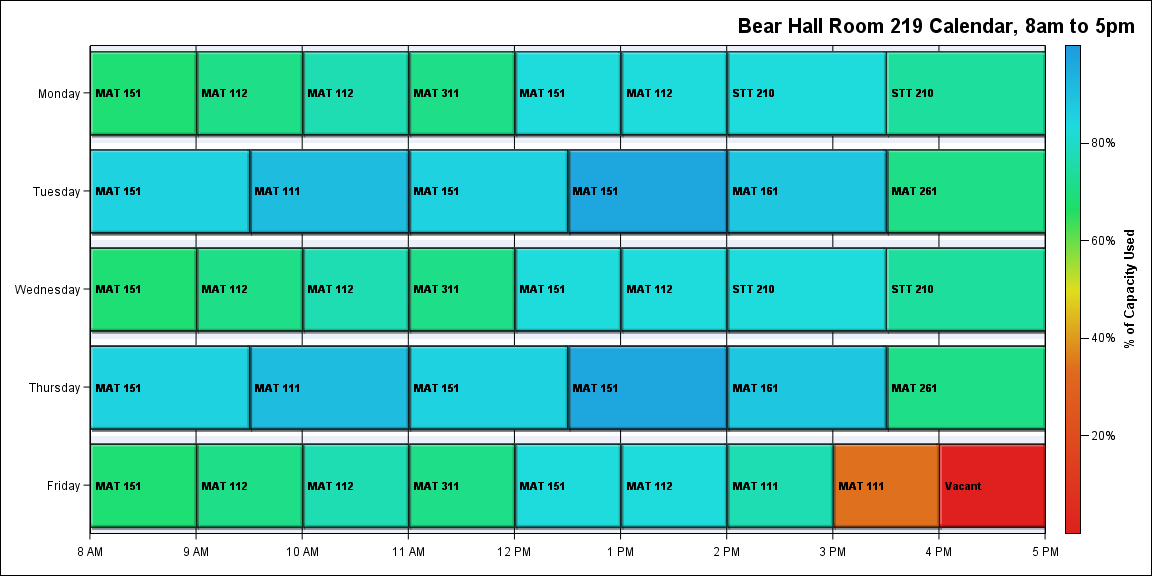 Bear Hall Room 219 Calendar, 8am to 5pm
Monday MAT 151 MAT 112 MAT 112 MAT 311 MAT 151 MAT 112 STT 210 STT 210
Tuesday MAT 151 MAT 111 MAT 151 MAT 151 MAT 161 MAT 261
Wednesday MAT 151 MAT 112 MAT 112 MAT 311 MAT 151 MAT 112 STT 210 STT 210
Thursday MAT 151 MAT 111 MAT 151 MAT 151 MAT 161 MAT 261
Friday MAT 151 MAT 112 MAT 112 MAT 311 MAT 151 MAT 112 MAT 111 MAT 111 Vacant
8 AM 9 AM 10 AM 11 AM 12 PM 1 PM 2 PM 3 PM 4 PM 5 PM
80%
60%
40%
20%
% of Capacity Used